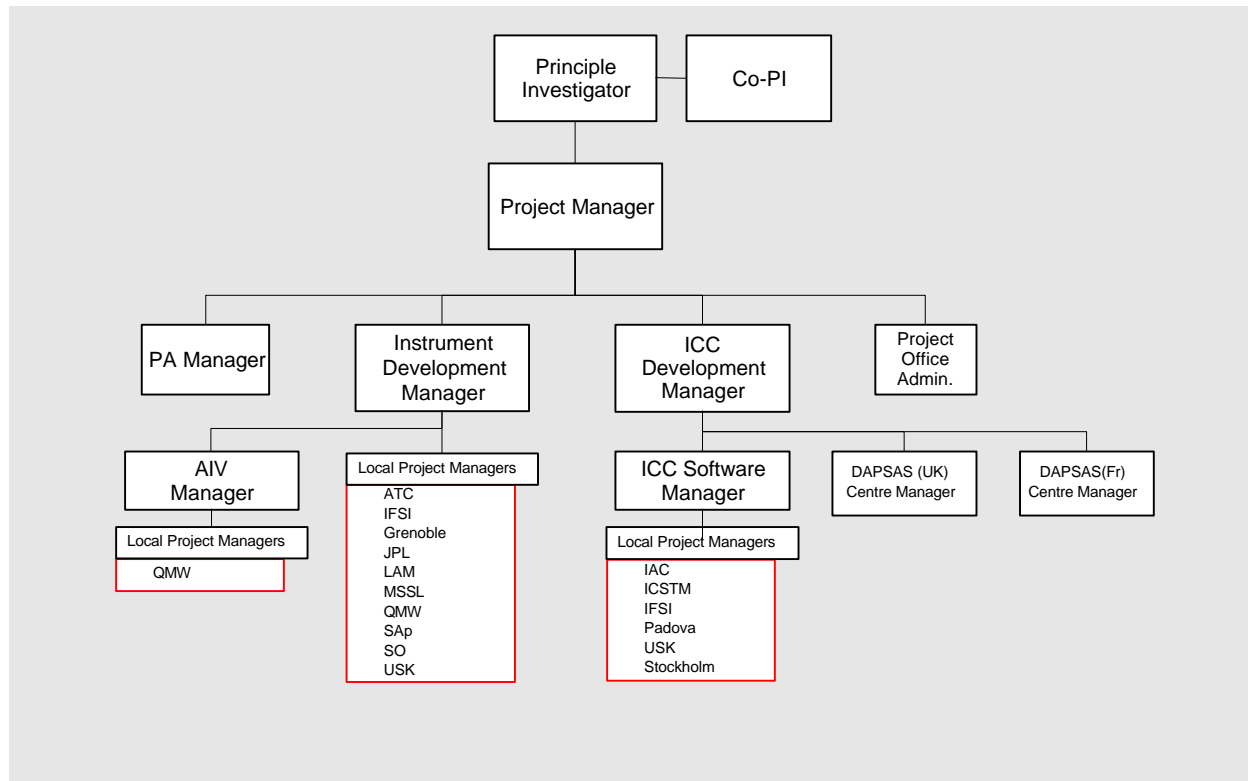 Principle
Investigator
Co-PI
Project Manager
PA Manager
Instrument
Development
Manager
ICC
Development
Manager
Project
Office
Admin.
AIV
Manager
Local Project Managers
QMW
Local Project Managers
ATC
IFSI
Grenoble
JPL
LAM
MSSL
QMW
SAp
SO
USK
ICC Software
Manager
Local Project Managers
IAC
ICSTM
IFSI
Padova
USK
Stockholm
DAPSAS (UK)
Centre Manager
DAPSAS(Fr)
Centre Manager